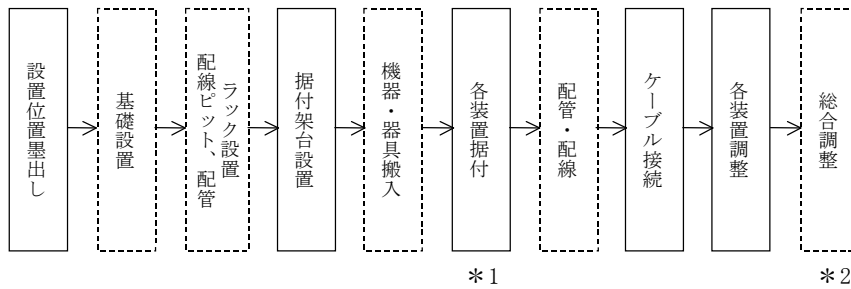 設置位置墨出し
基礎設置
配線ピット、配管
ラック設置
据付架台設置
機器・器具搬入
各装置据付
配管・配線
ケーブル接続
各装置調整
総合調整
＊1
＊2